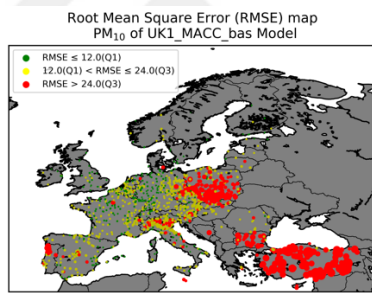 Root Mean Square Error (RMSE) map
PM₁₀ of UK1_MACC_bas Model
RMSE ≤ 12.0(Q1)
12.0(Q1) < RMSE ≤ 24.0(Q3)
RMSE > 24.0(Q3)